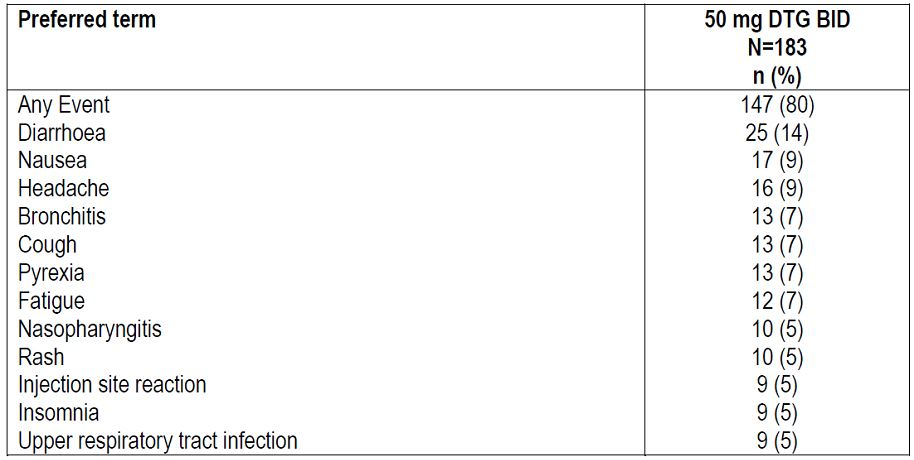 Preferred term 50 mg DTG BID
N=183
n (%)
Any Event 147 (80)
Diarrhoea 25 (14)
Nausea 17 (9)
Headache 16 (9)
Bronchitis 13 (7)
Cough 13 (7)
Pyrexia 13 (7)
Fatigue 12 (7)
Nasopharyngitis 10 (5)
Rash 10 (5)
Injection site reaction 9 (5)
Insomnia 9 (5)
Upper respiratory tract infection 9 (5)